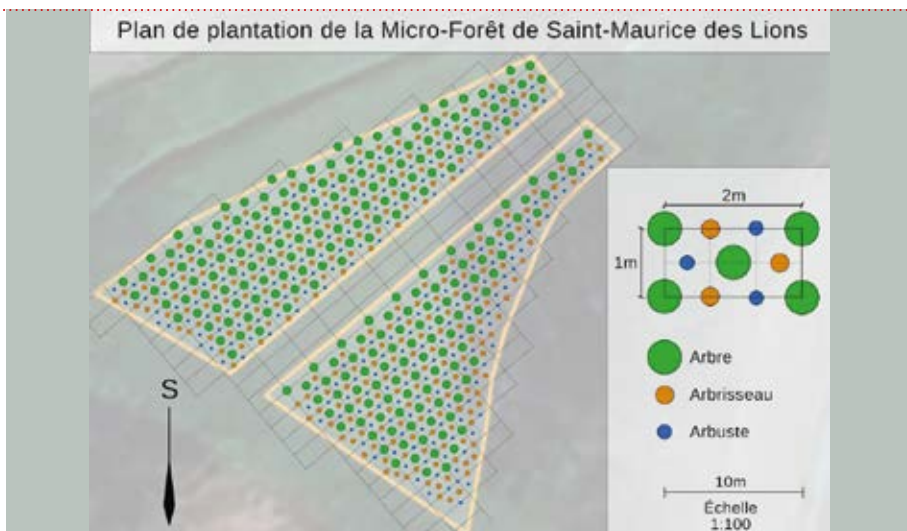 Plan de plantation de la Micro-Forêt de Saint-Maurice des Lions
2m
1m
Arbre
Arbrisseau
Arbuste
S
10m
Échelle
1:100